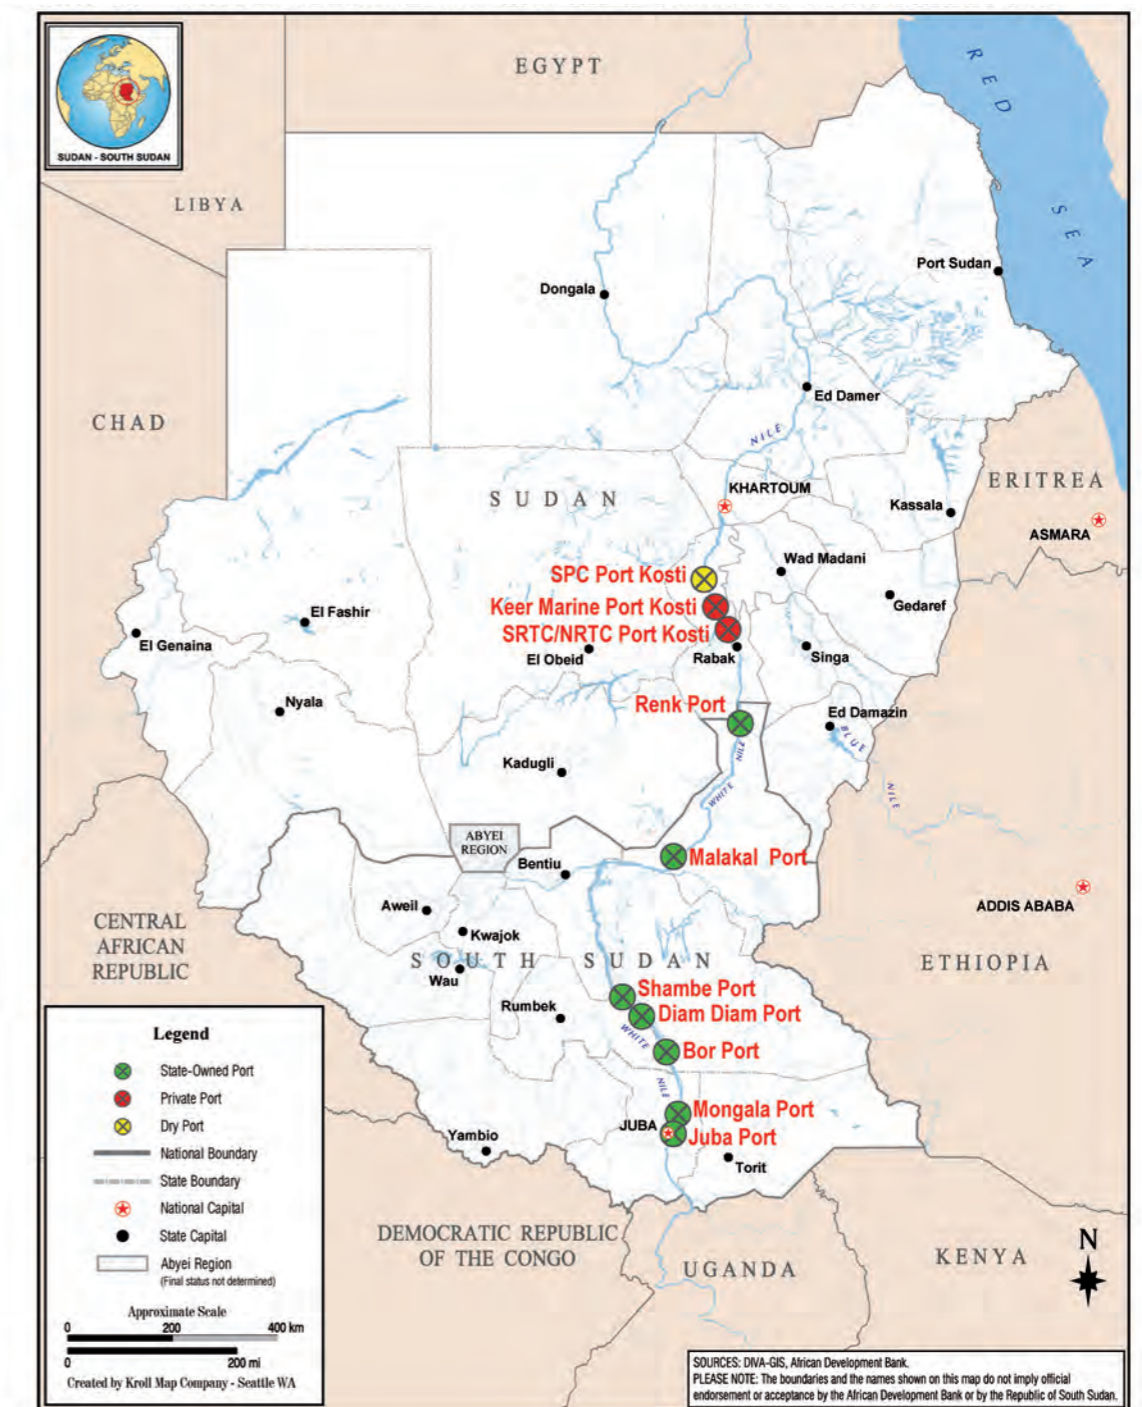 SUDAN - SOUTH SUDAN
EGYPT
RED SEA
LIBYA
Port Sudan
Dongala
CHAD
Ed Damer
NILE
ERITREA
KHARTOUM
SUDAN
Kassala
ASMARA
Wad Madani
SPC Port Kosti
Gedaref
Keer Marine Port Kosti
El Fashir
SRTC/NRTC Port Kosti
El Genaina
El Obeid
Rabak
Singa
Nyala
Renk Port
Ed Damazin
BLUE
NILE
Kadugli
WHITE
NILE
ABYEI
REGION
Bentiu
Malakal Port
ADDIS ABABA
Aweil
CENTRAL
AFRICAN
REPUBLIC
Kwajok
SOUTH SUDAN
ETHIOPIA
Wau
Shambe Port
Rumbek
Diam Diam Port
WHITE
NILE
Bor Port
Mongala Port
JUBA
Juba Port
Yambio
Torit
DEMOCRATIC REPUBLIC
OF THE CONGO
UGANDA
KENYA
N
Legend
State-Owned Port
Private Port
Dry Port
National Boundary
State Boundary
National Capital
State Capital
Abyei Region
(Final status not determined)
Approximate Scale
0 200 400 km
0 200 mi
Created by Kroll Map Company - Seattle WA
SOURCES: DIVA-GIS, African Development Bank.
PLEASE NOTE: The boundaries and the names shown on this map do not imply official
endorsement or acceptance by the African Development Bank or by the Republic of South Sudan.